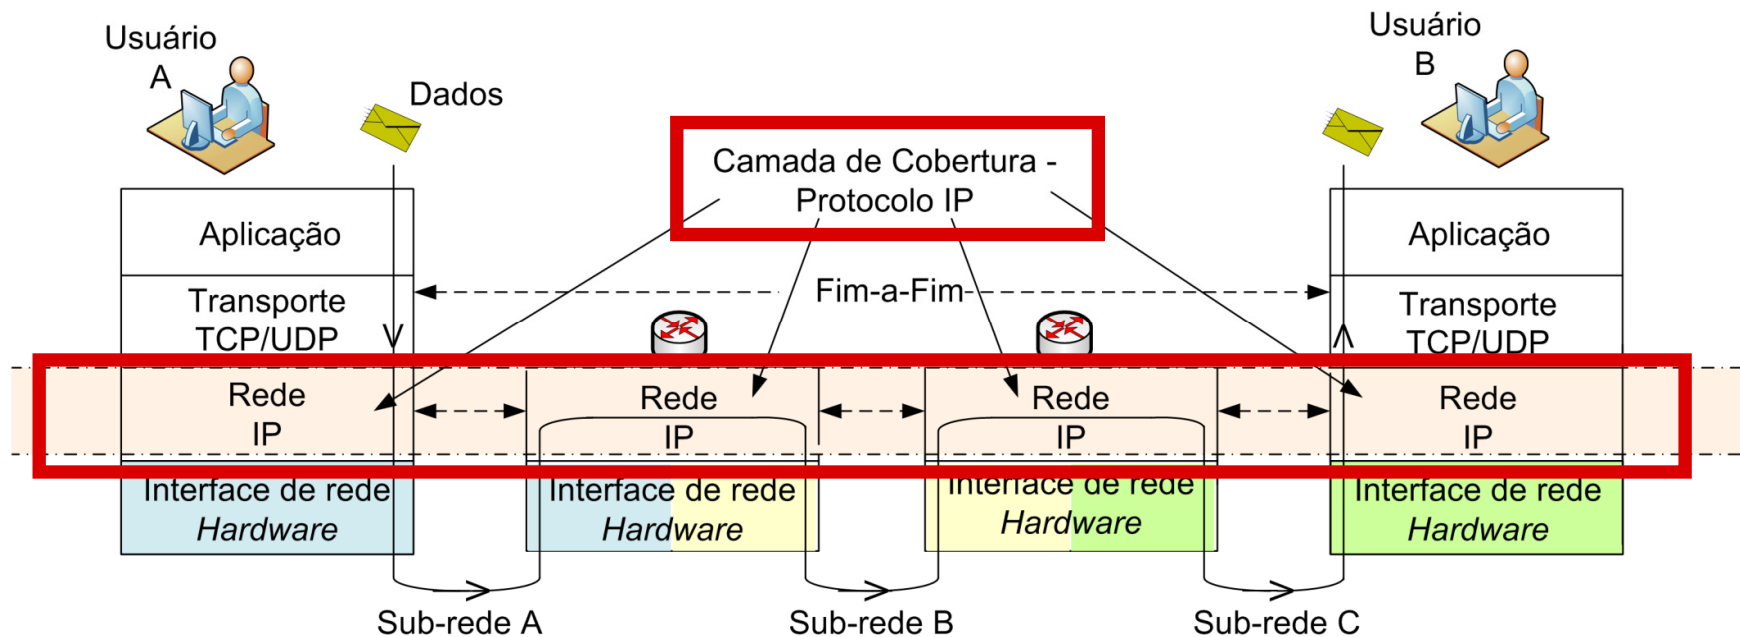 Usuário
A
Dados
Usuário
B
Camada de Cobertura -
Protocolo IP
Aplicação
Aplicação
Fim-a-Fim
Transporte
TCP/UDP
Transporte
TCP/UDP
Rede
IP
Rede
IP
Rede
IP
Rede
IP
Interface de rede
Hardware
Interface de rede
Hardware
Interface de rede
Hardware
Interface de rede
Hardware
Sub-rede A
Sub-rede B
Sub-rede C